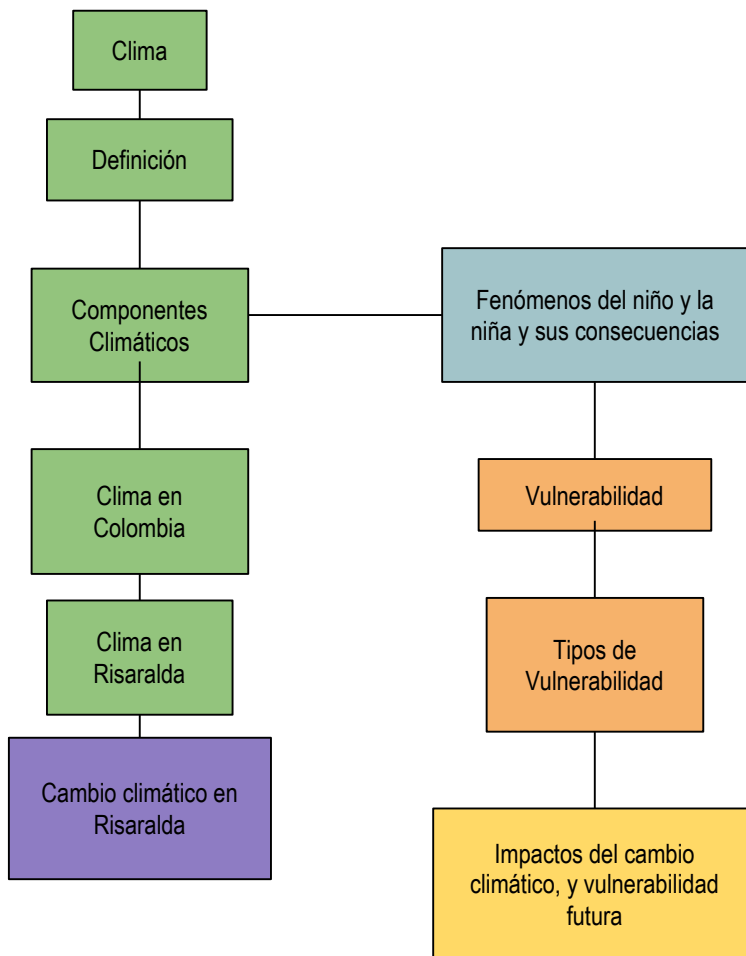 Clima
Definición
Componentes
Climáticos
Fenómenos del niño y la
niña y sus consecuencias
Clima en
Colombia
Vulnerabilidad
Clima en
Risaralda
Tipos de
Vulnerabilidad
Cambio climático en
Risaralda
Impactos del cambio
climático, y vulnerabilidad
futura